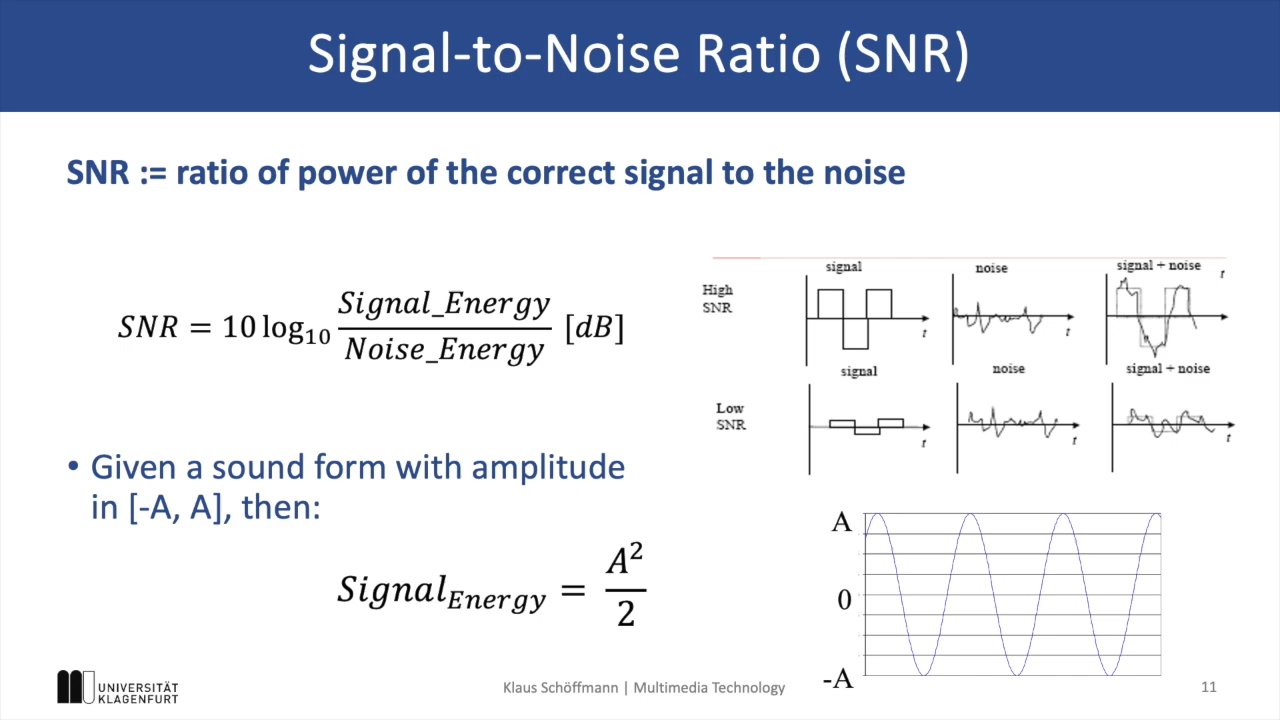 Signal-to-Noise Ratio (SNR)
SNR := ratio of power of the correct signal to the noise
SNR = 10 log₁₀ Signal_Energy / Noise_Energy [dB]
• Given a sound form with amplitude
in [-A, A], then:
Signal_Energy = A² / 2
signal noise signal + noise
High
SNR
t t t
signal noise signal + noise
Low
SNR
t t t
A
0
-A
UNIVERSITÄT
KLAGENFURT
Klaus Schöffmann | Multimedia Technology
11